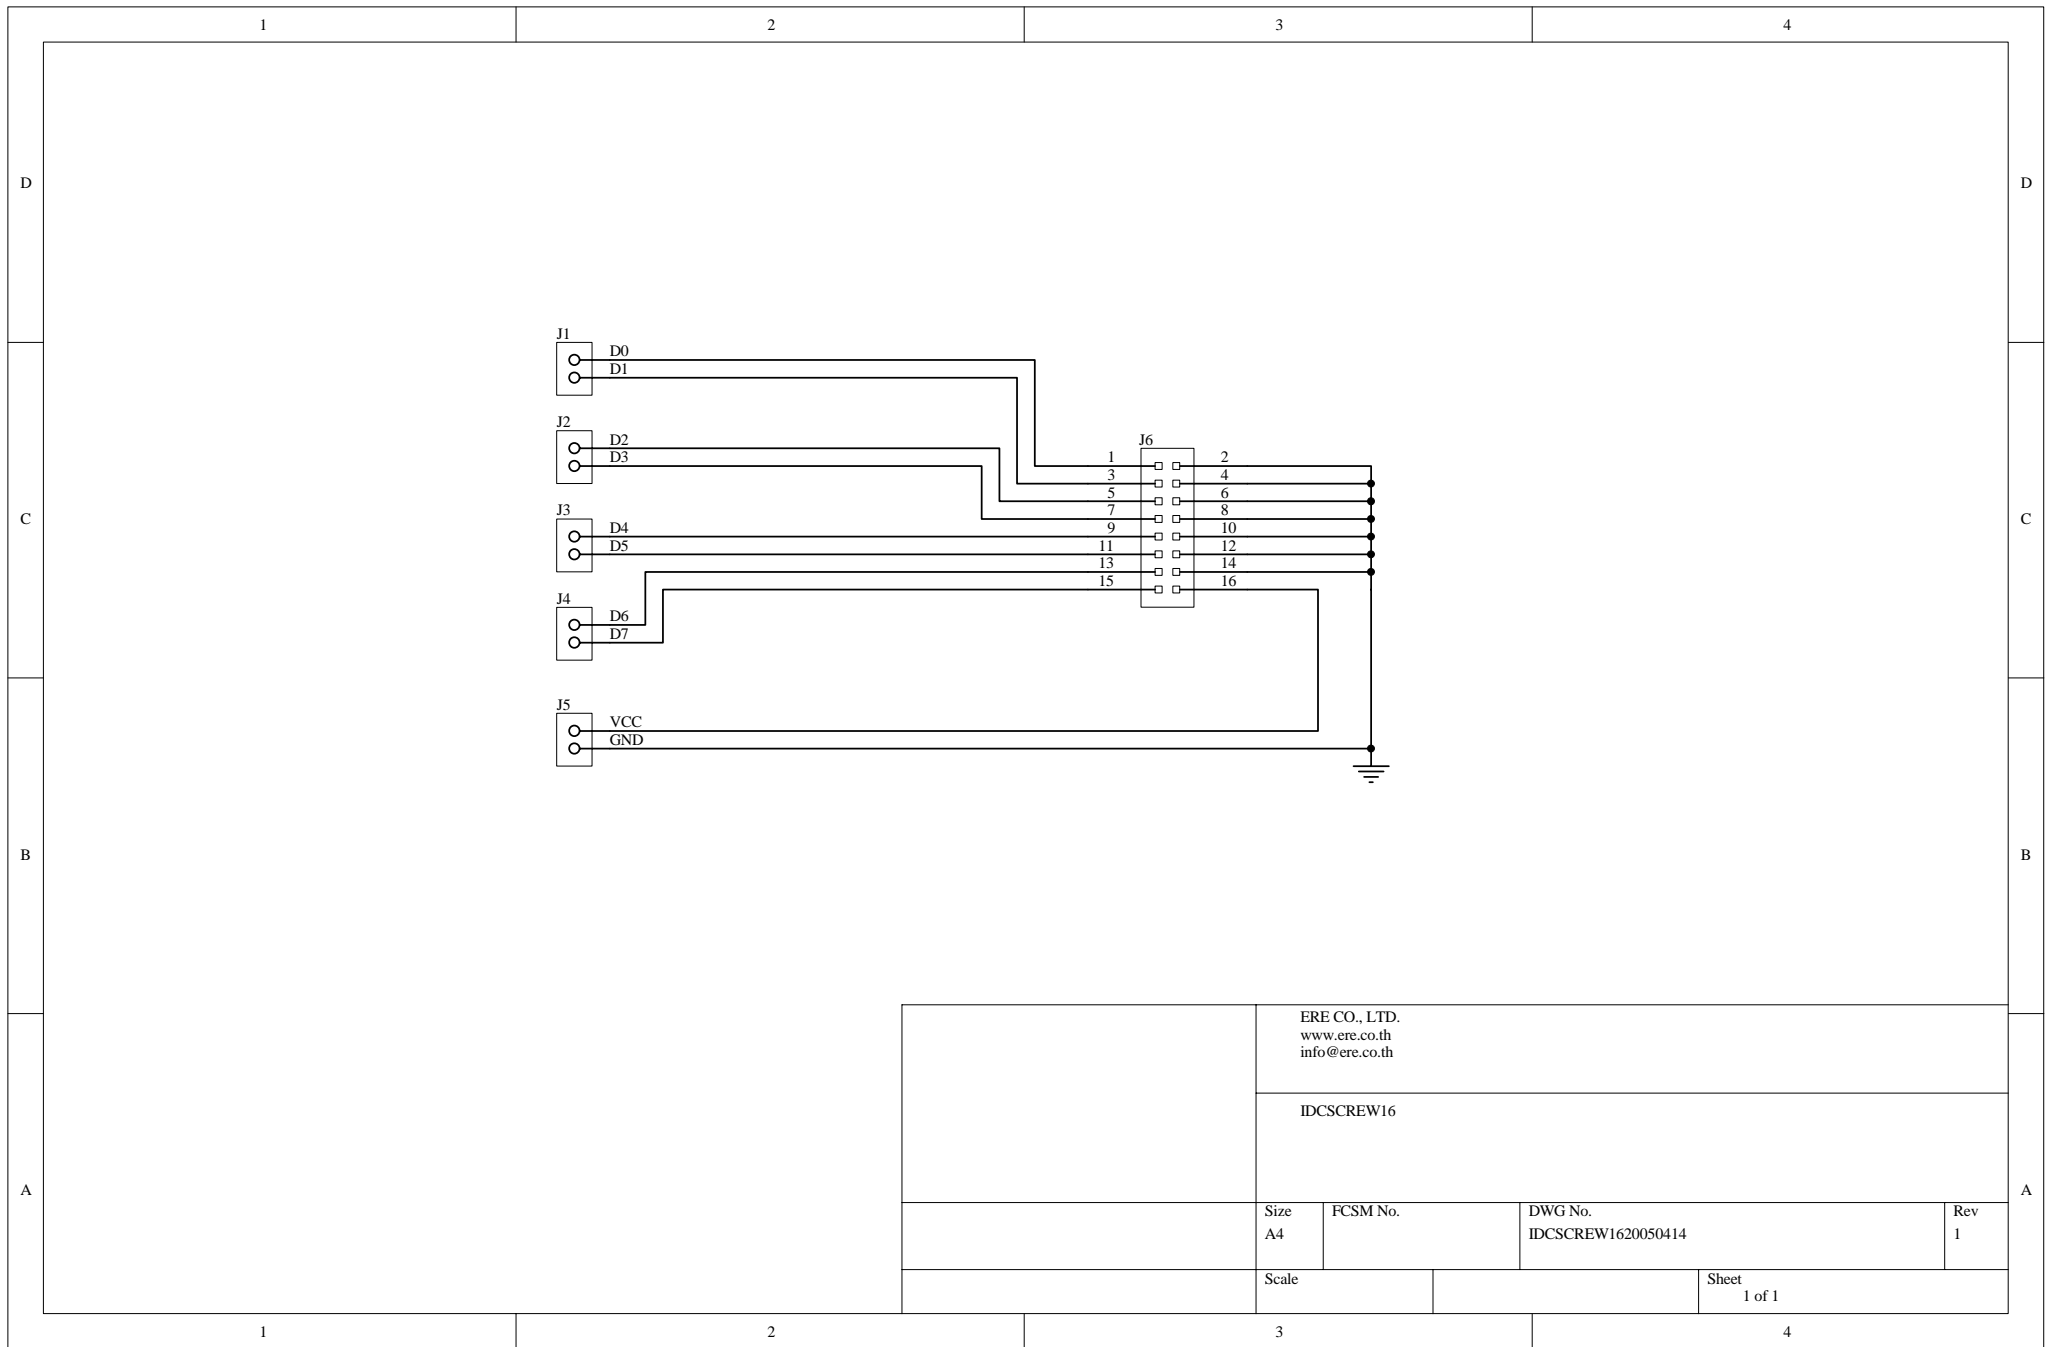 1 2 3 4
D D
J1
D0
D1
J2
D2
D3
J6
1 2
3 4
5 6
7 8
9 10
11 12
13 14
15 16
C C
J3
D4
D5
J4
D6
D7
J5
VCC
GND
B B
ERE CO., LTD.
www.ere.co.th
info@ere.co.th
IDCSCREW16
A A
Size FCSM No. DWG No. Rev
A4 IDCSCREW1620050414 1
Scale Sheet
1 of 1
1 2 3 4